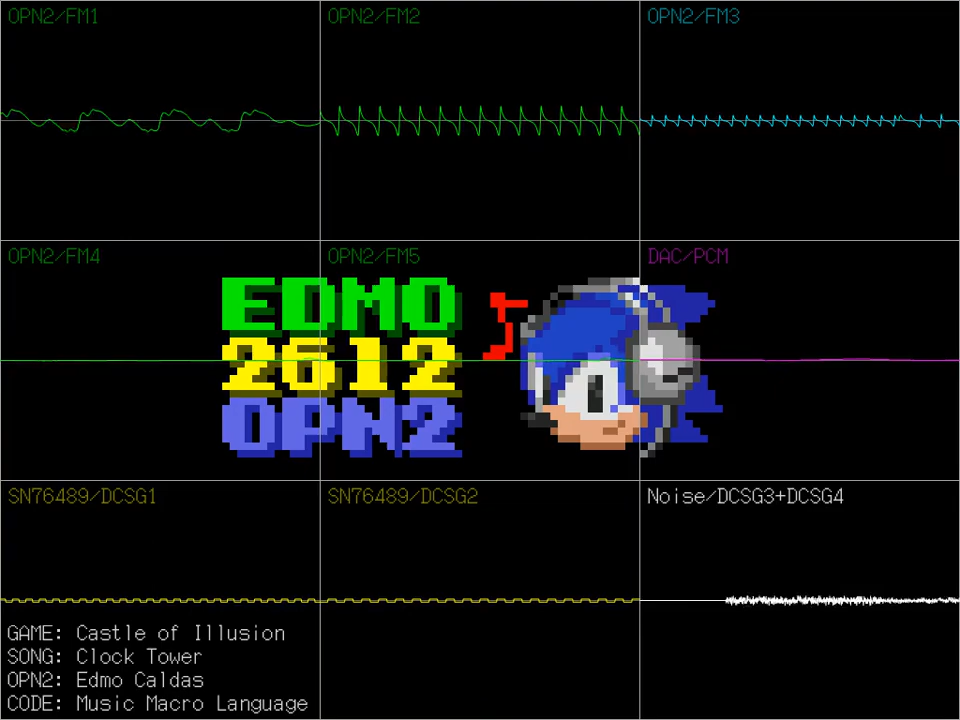 OPN2/FM1
OPN2/FM2
OPN2/FM3
OPN2/FM4
OPN2/FM5
DAC/PCM
EDMO
2612
OPN2
SN76489/DCSG1
SN76489/DCSG2
Noise/DCSG3+DCSG4
GAME: Castle of Illusion
SONG: Clock Tower
OPN2: Edmo Caldas
CODE: Music Macro Language